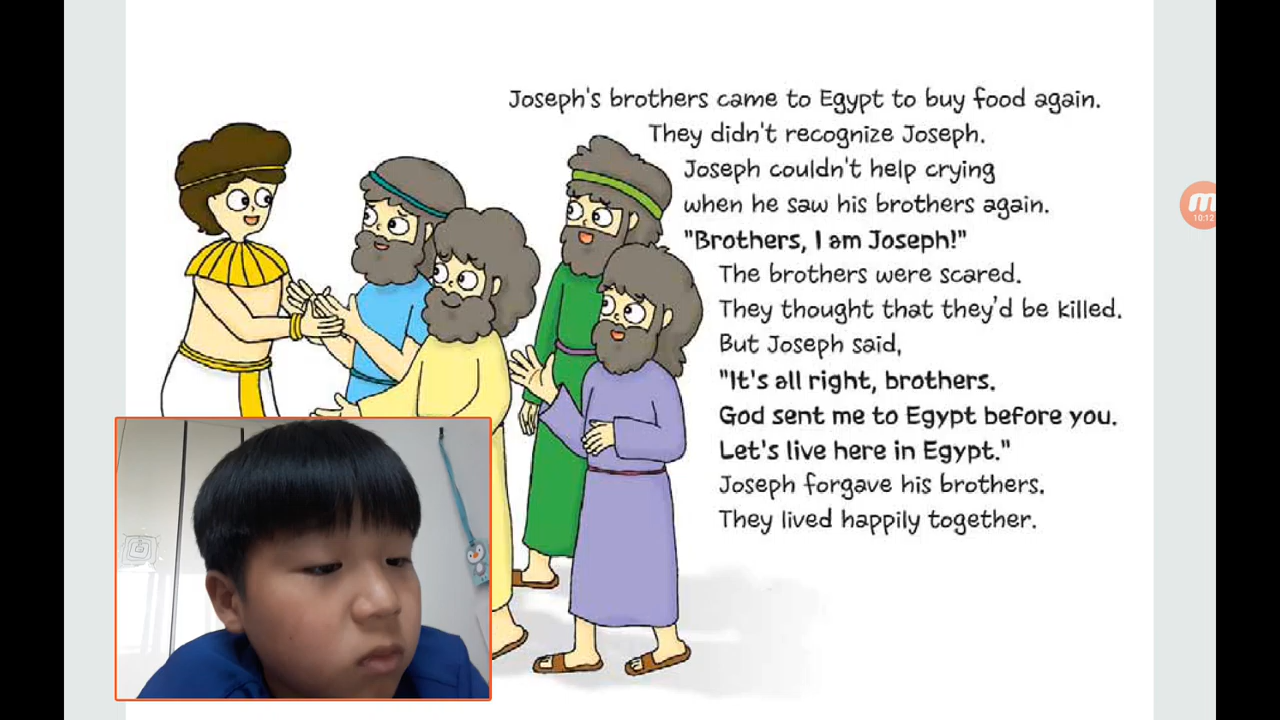 Joseph's brothers came to Egypt to buy food again.
They didn't recognize Joseph.
Joseph couldn't help crying
when he saw his brothers again.
"Brothers, I am Joseph!"
The brothers were scared.
They thought that they'd be killed.
But Joseph said,
"It's all right, brothers.
God sent me to Egypt before you.
Let's live here in Egypt."
Joseph forgave his brothers.
They lived happily together.
10:12